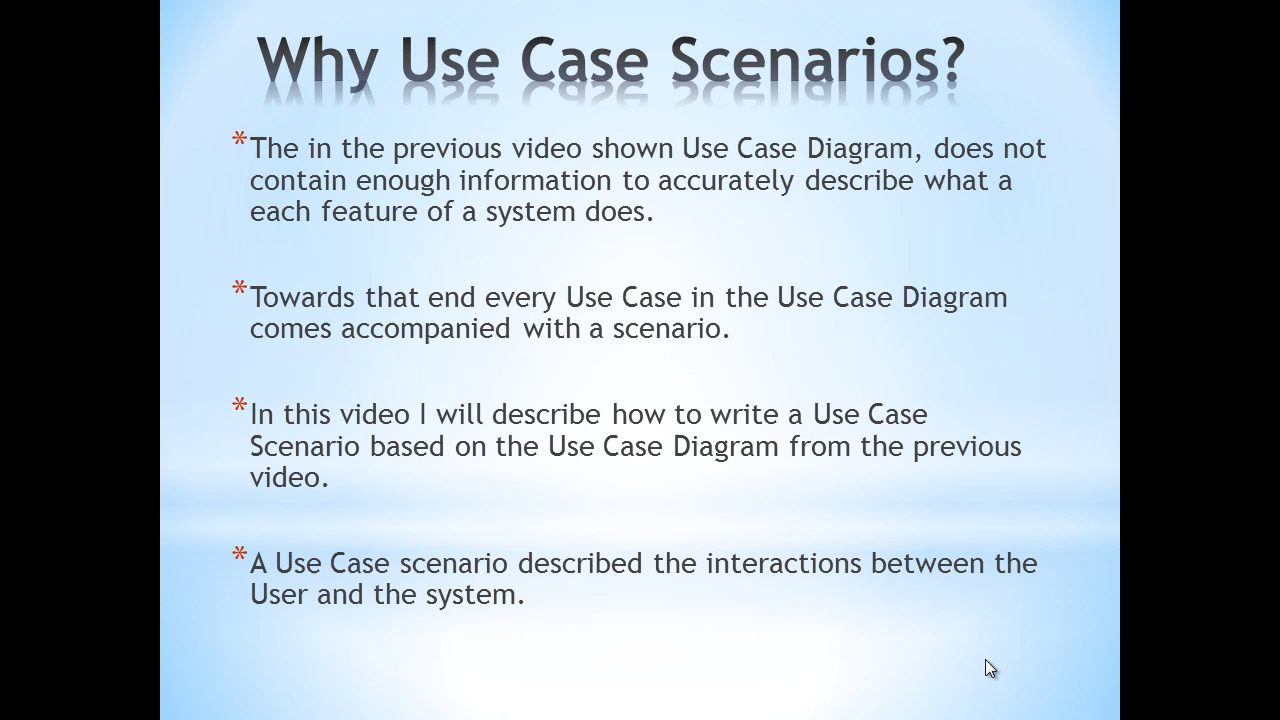 Why Use Case Scenarios?
*The in the previous video shown Use Case Diagram, does not
contain enough information to accurately describe what a
each feature of a system does.
*Towards that end every Use Case in the Use Case Diagram
comes accompanied with a scenario.
*In this video I will describe how to write a Use Case
Scenario based on the Use Case Diagram from the previous
video.
*A Use Case scenario described the interactions between the
User and the system.